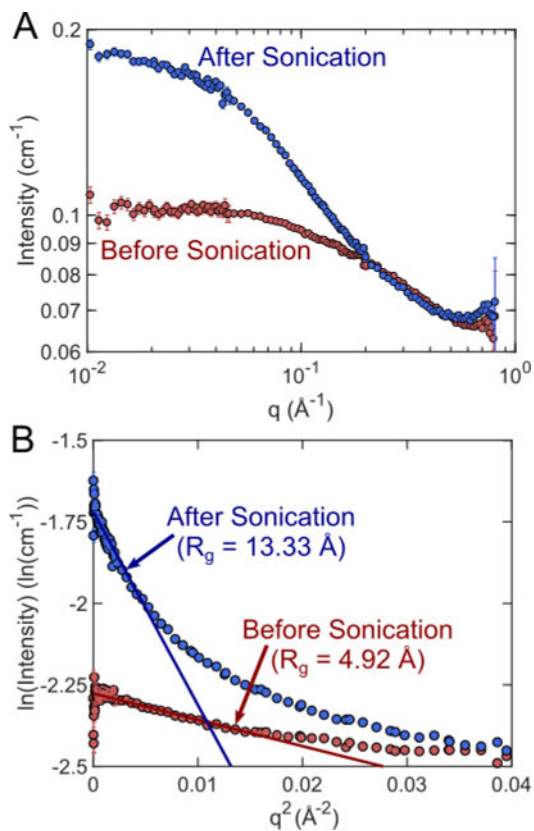 A
0.2
After Sonication
Intensity (cm⁻¹)
0.1
0.09
0.08
0.07
0.06
Before Sonication
10⁻² 10⁻¹ 10⁰
q (Å⁻¹)
B
-1.5
-1.75
-2
-2.25
-2.5
ln(Intensity) (ln(cm⁻¹))
After Sonication
(R_g = 13.33 Å)
Before Sonication
(R_g = 4.92 Å)
0 0.01 0.02 0.03 0.04
q² (Å⁻²)